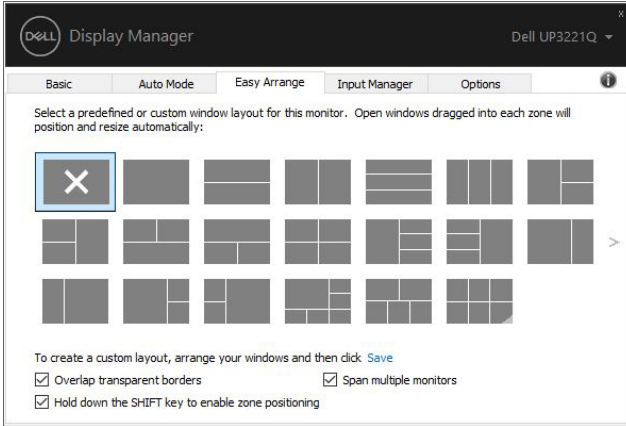 x
DELL Display Manager Dell UP3221Q
Basic Auto Mode Easy Arrange Input Manager Options
Select a predefined or custom window layout for this monitor. Open windows dragged into each zone will
position and resize automatically:
>
To create a custom layout, arrange your windows and then click Save
Overlap transparent borders Span multiple monitors
Hold down the SHIFT key to enable zone positioning